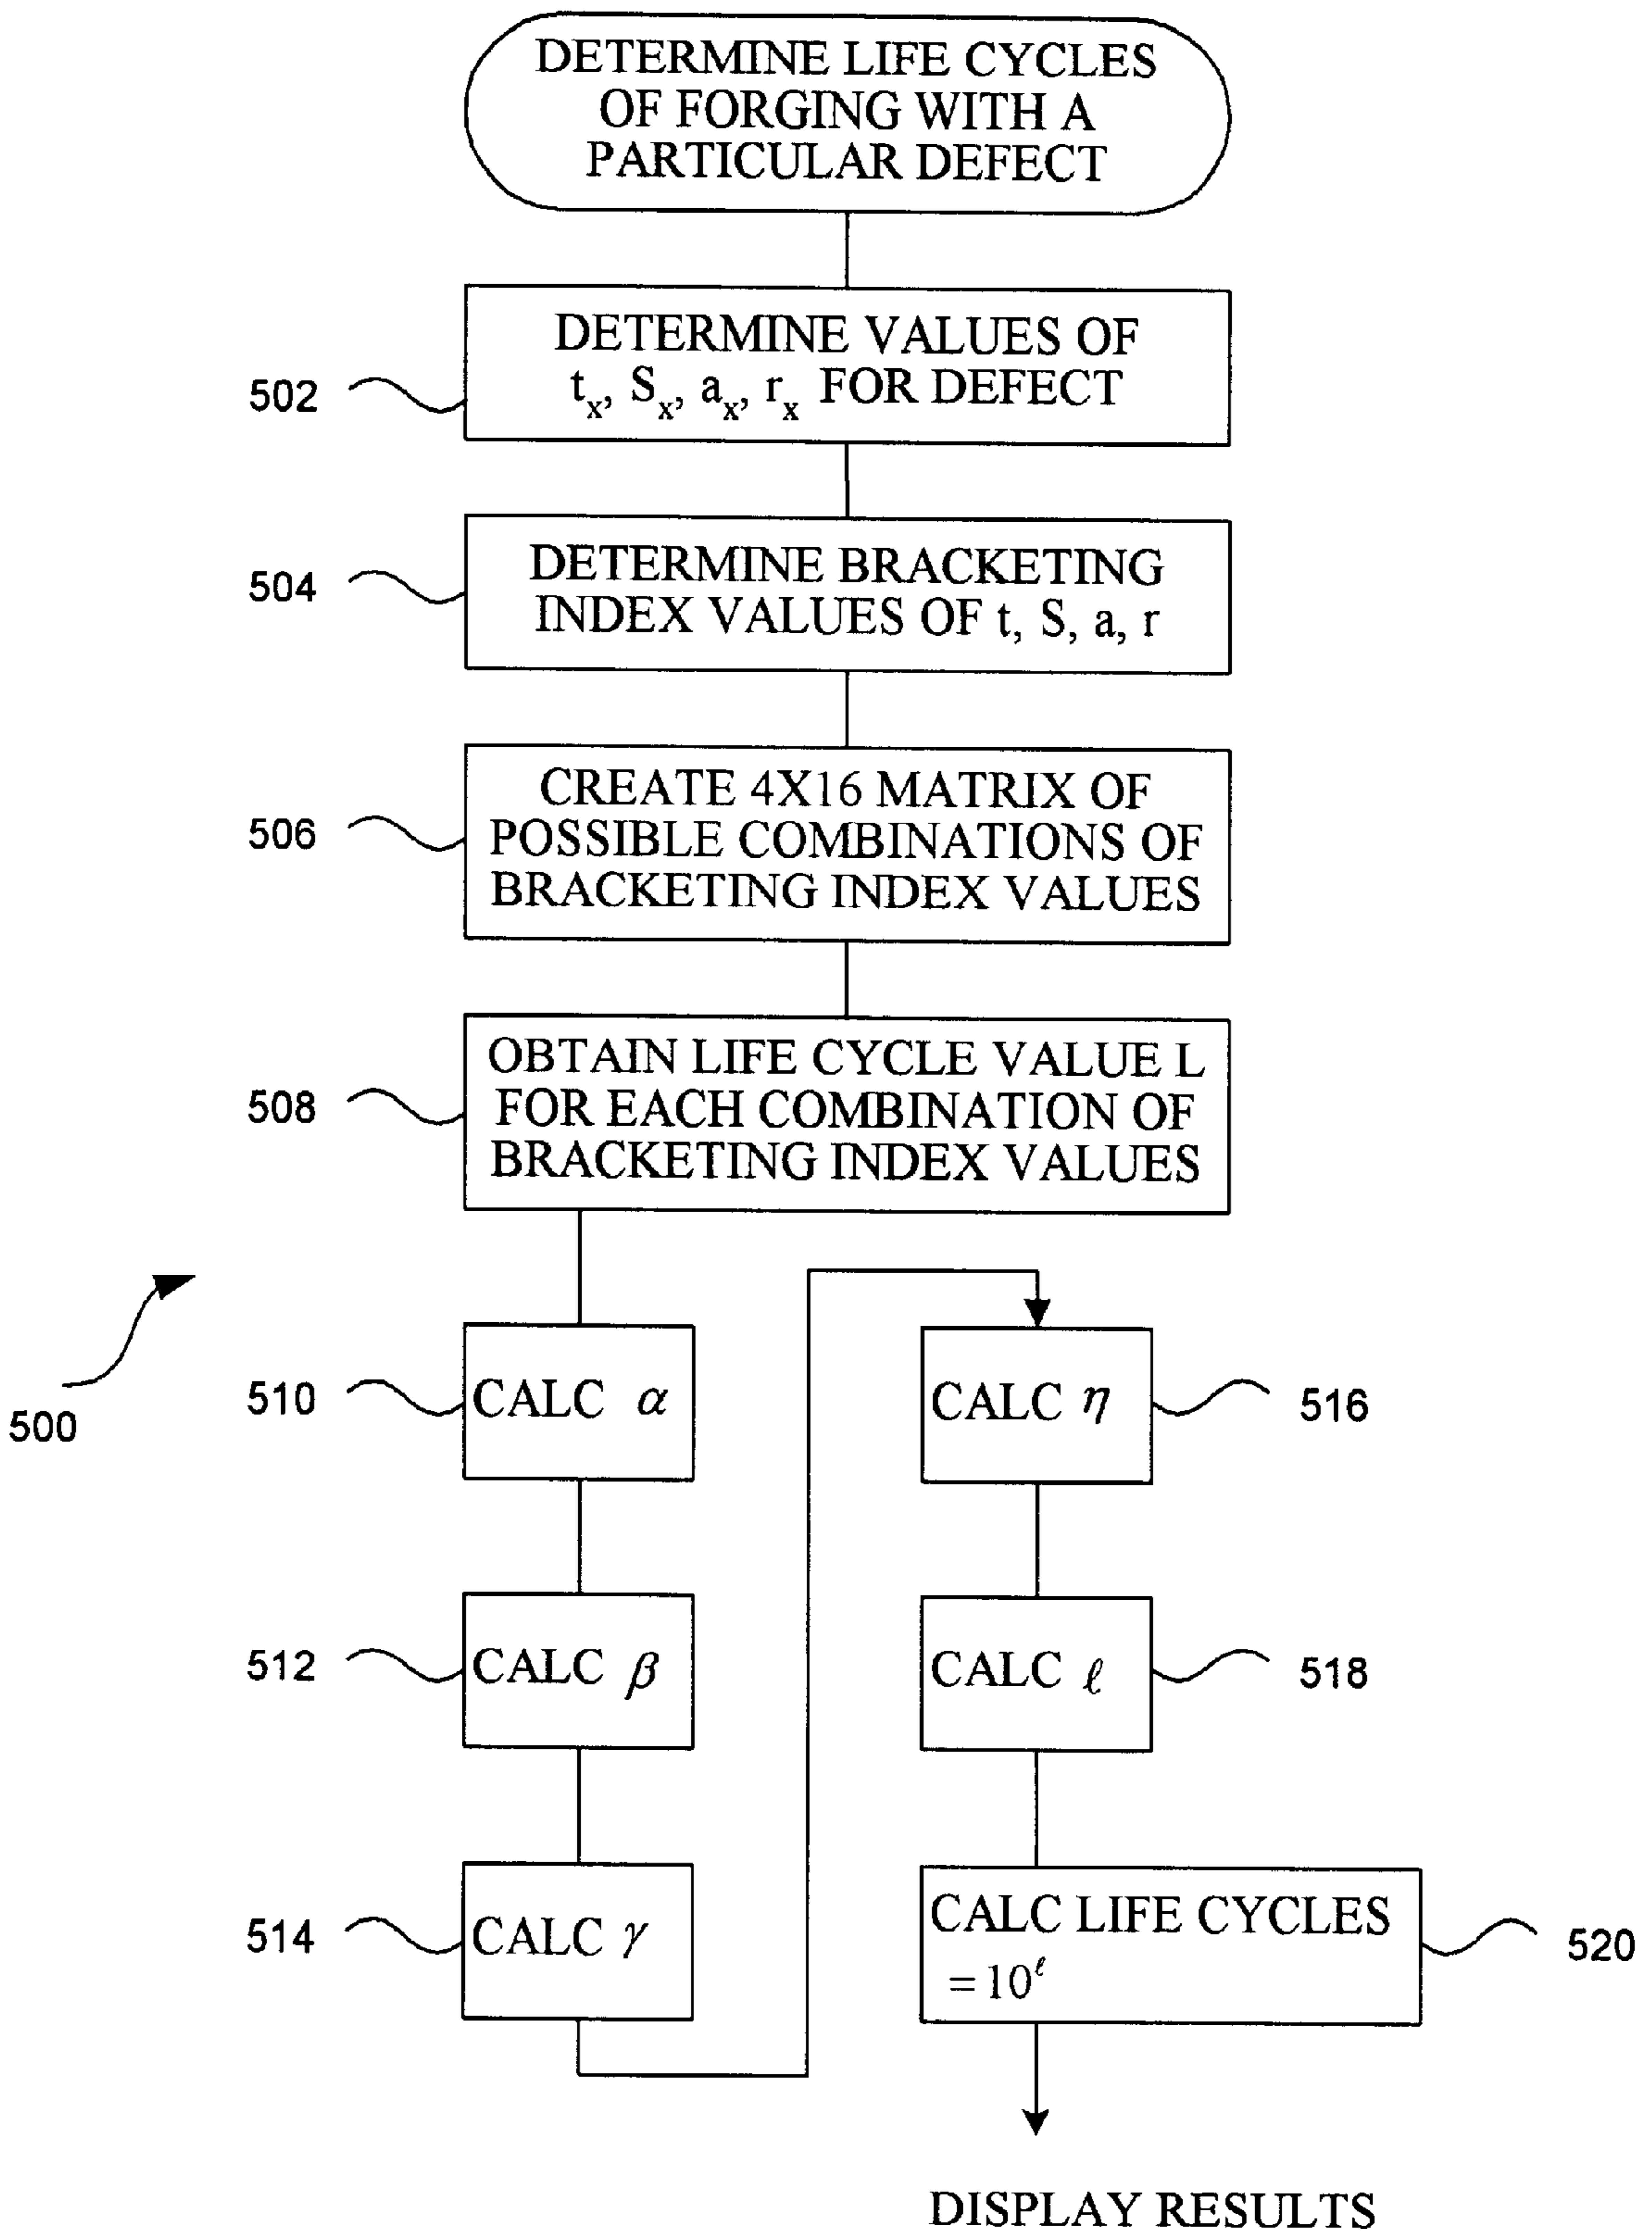 DETERMINE LIFE CYCLES
OF FORGING WITH A
PARTICULAR DEFECT
502
DETERMINE VALUES OF
tₓ, Sₓ, aₓ, rₓ FOR DEFECT
504
DETERMINE BRACKETING
INDEX VALUES OF t, S, a, r
506
CREATE 4X16 MATRIX OF
POSSIBLE COMBINATIONS OF
BRACKETING INDEX VALUES
508
OBTAIN LIFE CYCLE VALUE L
FOR EACH COMBINATION OF
BRACKETING INDEX VALUES
500
510
CALC α
512
CALC β
514
CALC γ
CALC η
516
CALC ℓ
518
CALC LIFE CYCLES
= 10^ℓ
520
DISPLAY RESULTS